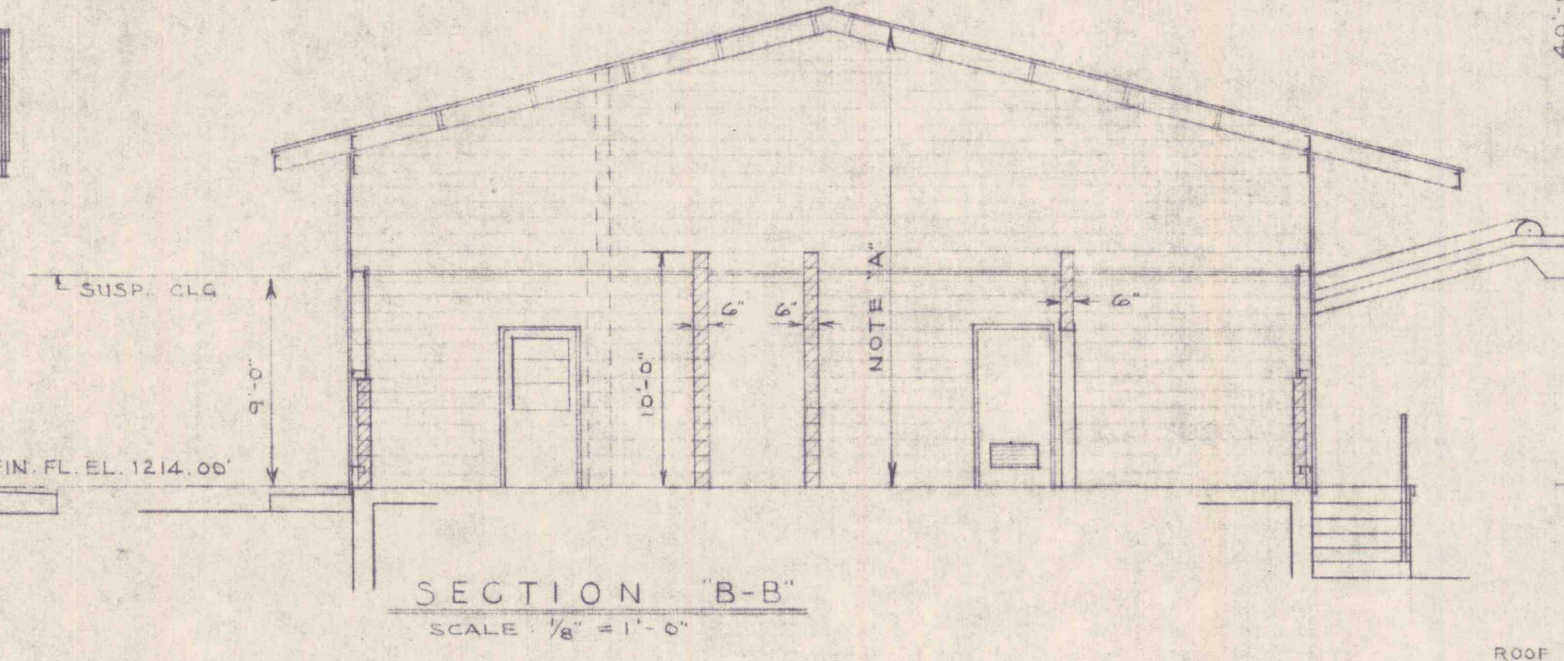 40'-
SUSP. CLG
9'-0"
10'-0"
6"
6"
NOTE "A"
6"
FIN. FL. EL. 1214.00'
SECTION "B-B"
SCALE 1/8" = 1'-0"
ROOF